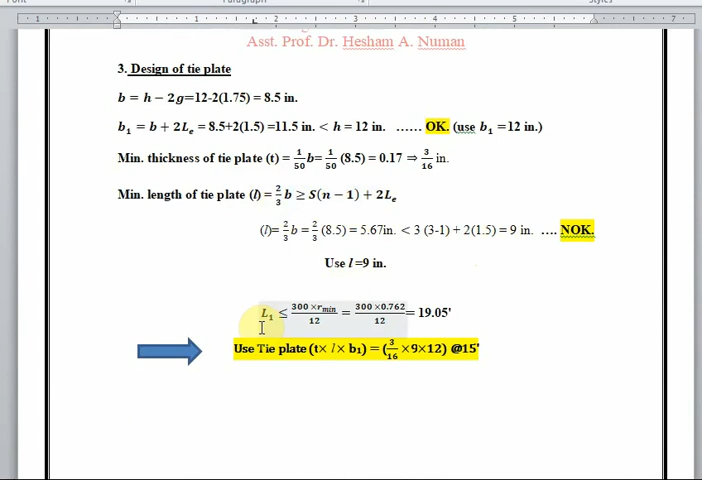 Asst. Prof. Dr. Hesham A. Numan
3. Design of tie plate
b = h − 2g=12-2(1.75) = 8.5 in.
b₁ = b + 2Lₑ = 8.5+2(1.5) =11.5 in. < h = 12 in. ...... OK. (use b₁ =12 in.)
Min. thickness of tie plate (t) = 1/50 b= 1/50 (8.5) = 0.17 ⇒ 3/16 in.
Min. length of tie plate (l) = 2/3 b ≥ S(n − 1) + 2Lₑ
(l)= 2/3 b = 2/3 (8.5) = 5.67in. < 3 (3-1) + 2(1.5) = 9 in. .... NOK.
Use l =9 in.
L₁ ≤ 300 ×r_min/12 = 300 ×0.762/12 = 19.05'
Use Tie plate (t× l× b₁) = (3/16 ×9×12) @15'